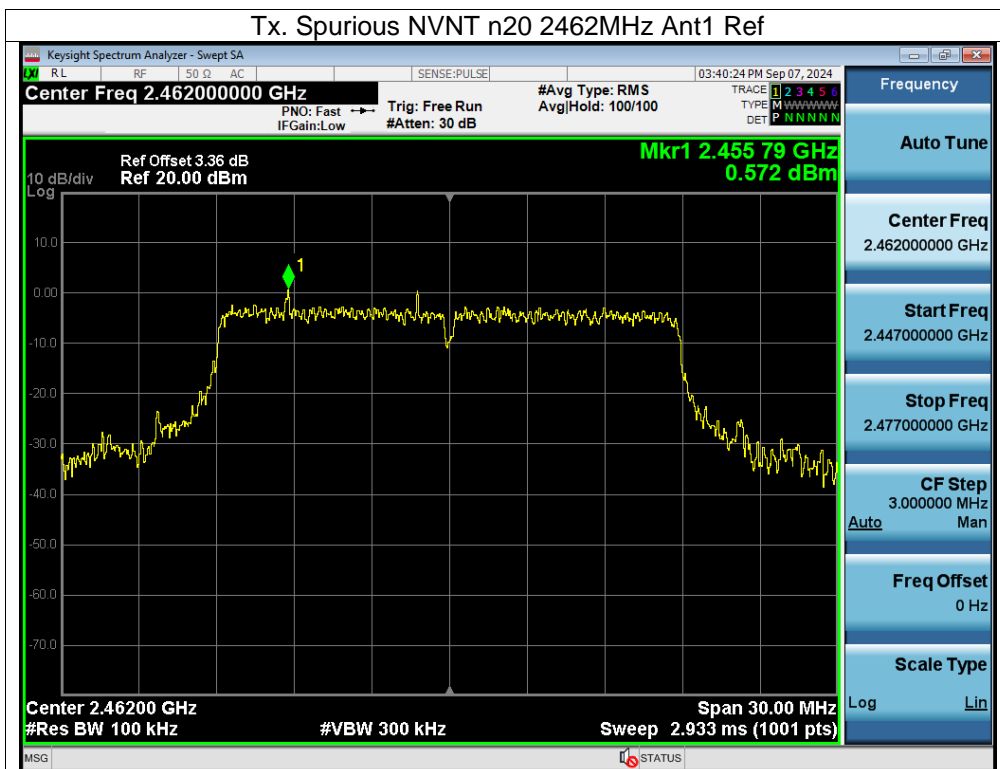 Tx. Spurious NVNT n20 2462MHz Ant1 Ref
Keysight Spectrum Analyzer - Swept SA
LXI RL RF 50 Ω AC SENSE:PULSE 03:40:24 PM Sep 07, 2024
Center Freq 2.462000000 GHz #Avg Type: RMS TRACE 1 2 3 4 5 6
PNO: Fast Trig: Free Run Avg|Hold: 100/100 TYPE M WWWWW
IFGain:Low #Atten: 30 dB DET P N N N N N
Mkr1 2.455 79 GHz
0.572 dBm
Ref Offset 3.36 dB
10 dB/div Ref 20.00 dBm
Log
10.0
1
0.00
-10.0
-20.0
-30.0
-40.0
-50.0
-60.0
-70.0
Center 2.46200 GHz Span 30.00 MHz
#Res BW 100 kHz #VBW 300 kHz Sweep 2.933 ms (1001 pts)
MSG STATUS
Frequency
Auto Tune
Center Freq
2.462000000 GHz
Start Freq
2.447000000 GHz
Stop Freq
2.477000000 GHz
CF Step
3.000000 MHz
Auto Man
Freq Offset
0 Hz
Scale Type
Log Lin